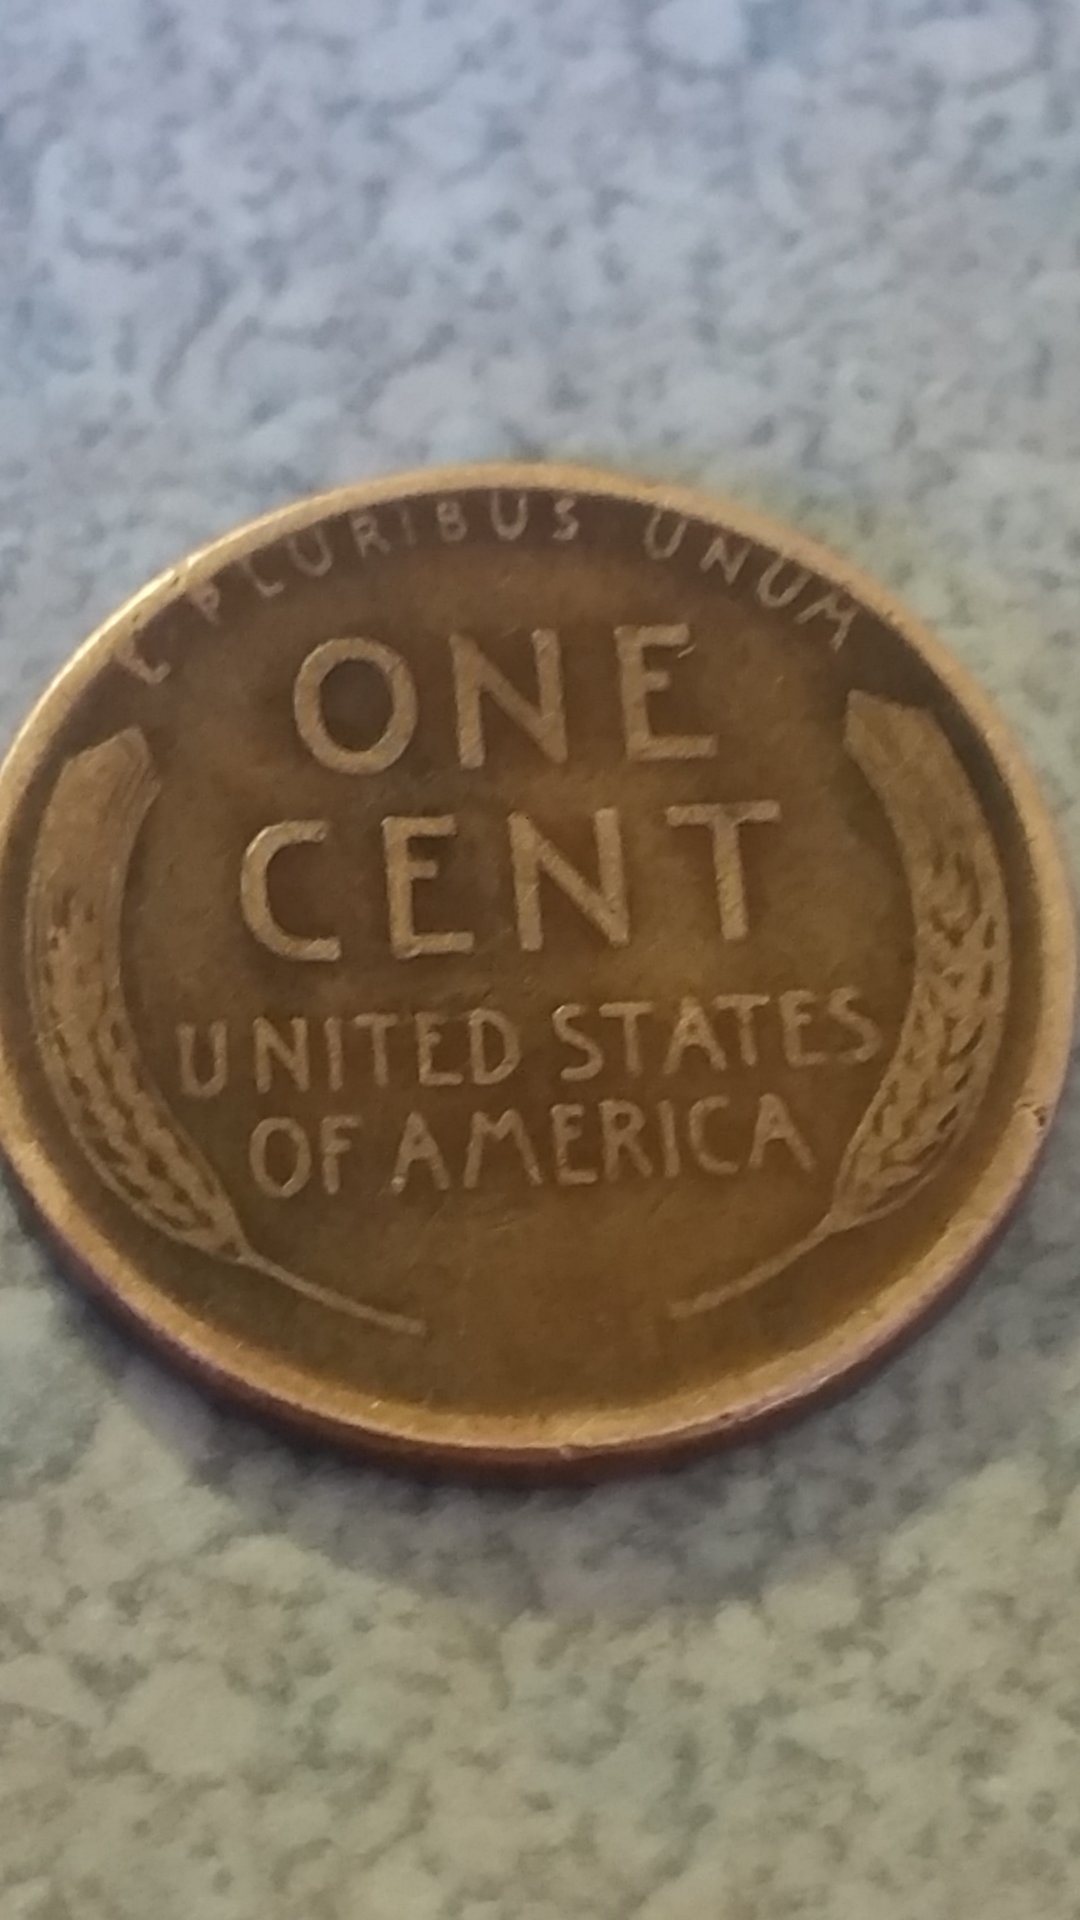 E PLURIBUS UNUM
ONE
CENT
UNITED STATES
OF AMERICA